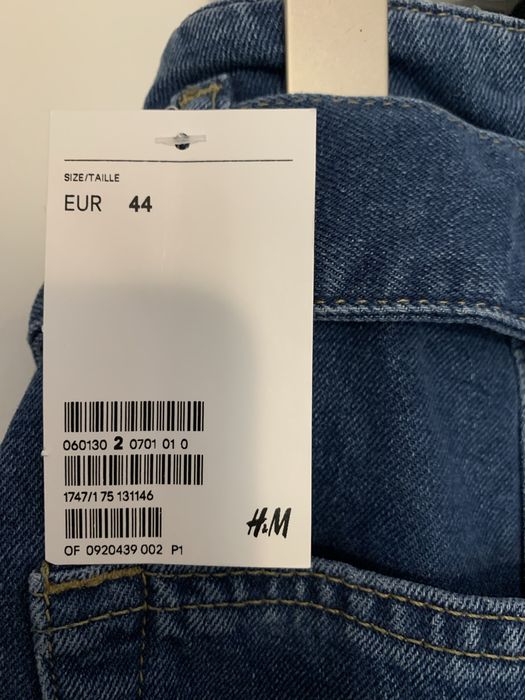 SIZE/TAILLE
EUR 44
060130 2 0701 01 0
1747/1 75 131146
OF 0920439 002 P1
H&M